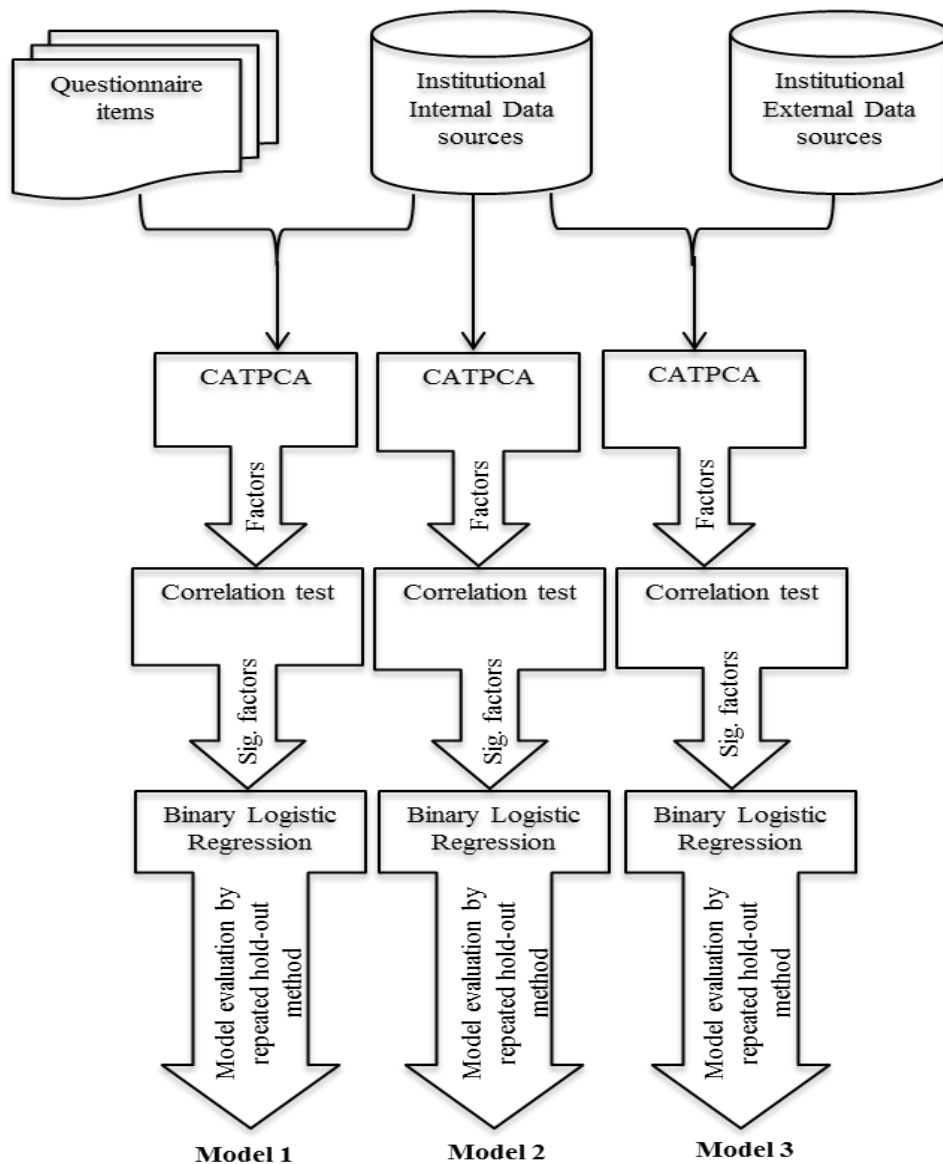 Questionnaire
items
Institutional
Internal Data
sources
Institutional
External Data
sources
CATPCA
CATPCA
CATPCA
Factors
Factors
Factors
Correlation test
Correlation test
Correlation test
Sig. factors
Sig. factors
Sig. factors
Binary Logistic
Regression
Binary Logistic
Regression
Binary Logistic
Regression
Model evaluation by
repeated hold-out
method
Model evaluation by
repeated hold-out
method
Model evaluation by
repeated hold-out
method
Model 1
Model 2
Model 3